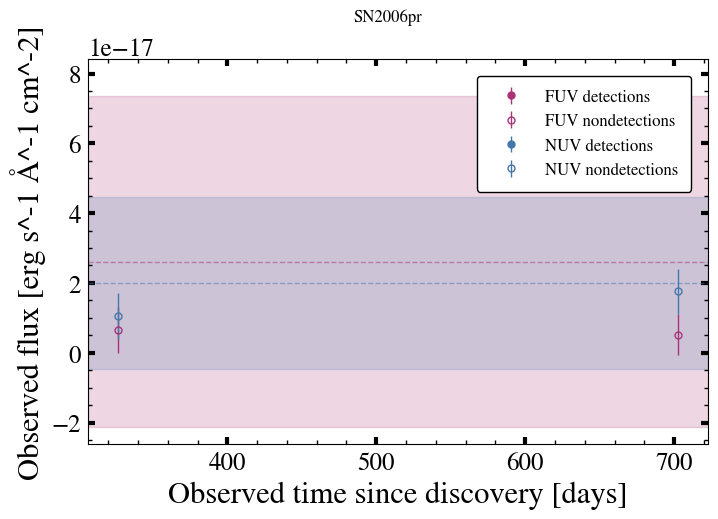 SN2006pr
1e−17
8
6
4
2
0
−2
Observed flux [erg s^-1 Å^-1 cm^-2]
FUV detections
FUV nondetections
NUV detections
NUV nondetections
400
500
600
700
Observed time since discovery [days]